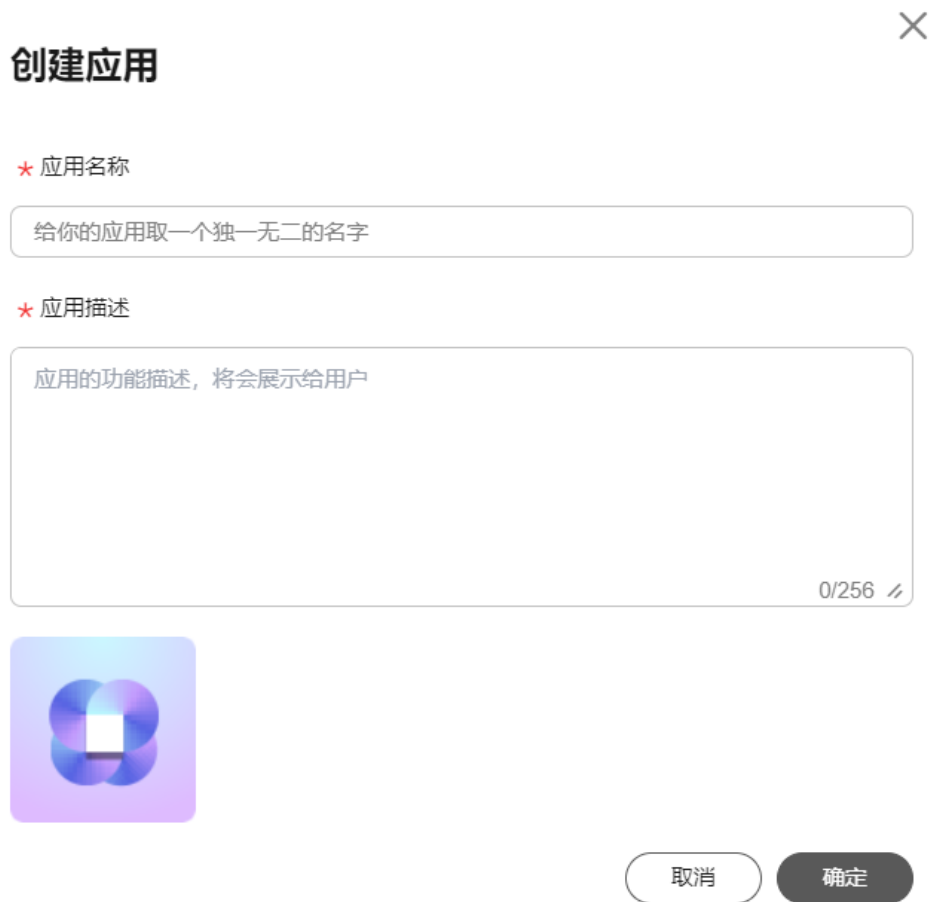 创建应用
* 应用名称
给你的应用取一个独一无二的名字
* 应用描述
应用的功能描述，将会展示给用户
0/256
取消
确定